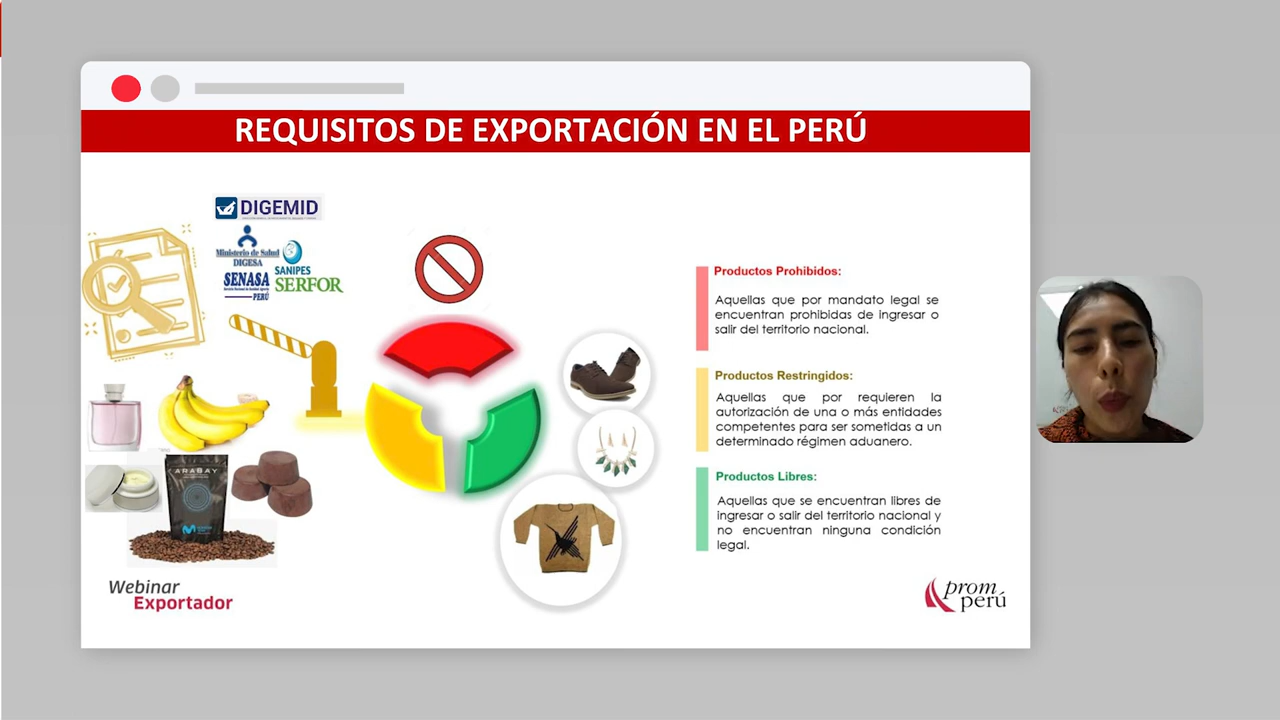 REQUISITOS DE EXPORTACIÓN EN EL PERÚ
DIGEMID
Ministerio de Salud
DIGESA
SANIPES
SENASA
SERFOR
PERÚ
ARABAY
Productos Prohibidos:
Aquellas que por mandato legal se
encuentran prohibidas de ingresar o
salir del territorio nacional.
Productos Restringidos:
Aquellas que por requieren la
autorización de una o más entidades
competentes para ser sometidas a un
determinado régimen aduanero.
Productos Libres:
Aquellas que se encuentran libres de
ingresar o salir del territorio nacional y
no encuentran ninguna condición
legal.
Webinar
Exportador
prom
perú